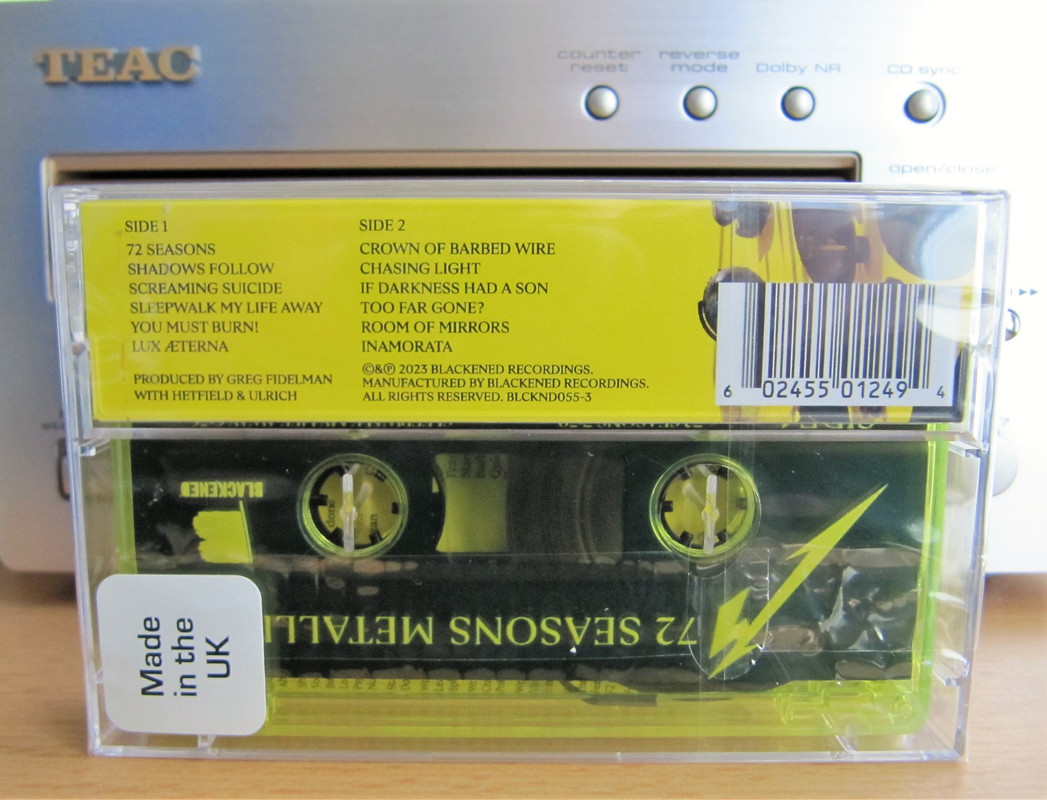 TEAC
counter
reset
reverse
mode
Dolby NR
CD sync
open/close
SIDE 1
72 SEASONS
SHADOWS FOLLOW
SCREAMING SUICIDE
SLEEPWALK MY LIFE AWAY
YOU MUST BURN!
LUX ÆTERNA
PRODUCED BY GREG FIDELMAN
WITH HETFIELD & ULRICH
SIDE 2
CROWN OF BARBED WIRE
CHASING LIGHT
IF DARKNESS HAD A SON
TOO FAR GONE?
ROOM OF MIRRORS
INAMORATA
©&℗ 2023 BLACKENED RECORDINGS.
MANUFACTURED BY BLACKENED RECORDINGS.
ALL RIGHTS RESERVED. BLCKND055-3
6 02455 01249 4
BLACKENED
72 SEASONS METALLI
Made
in the
UK